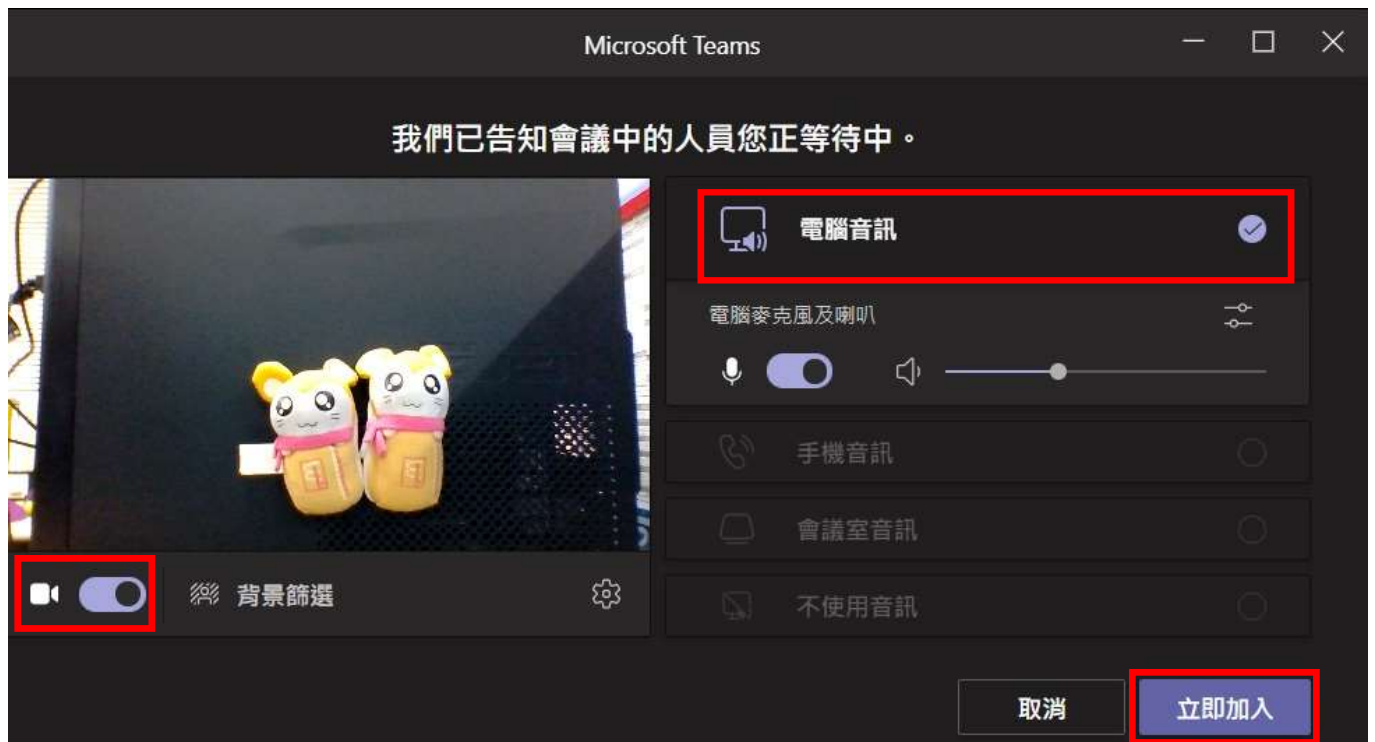 Microsoft Teams
我們已告知會議中的人員您正等待中。
電腦音訊
電腦麥克風及喇叭
手機音訊
會議室音訊
不使用音訊
背景篩選
取消
立即加入